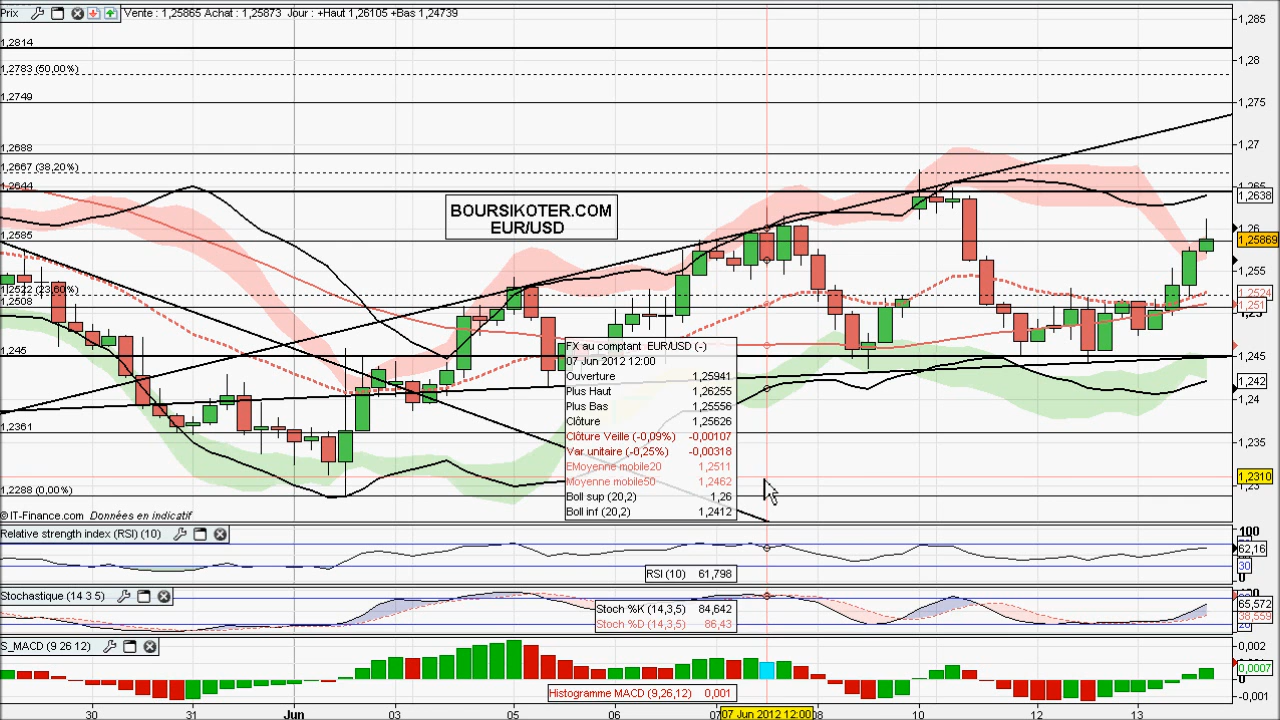 Prix Vente : 1,25865 Achat : 1,25873 Jour : +Haut 1,26105 +Bas 1,24739
1,285
1,2814
1,28
1,2783 (50,00%)
1,2749
1,275
1,27
1,2688
1,2667 (38,20%)
1,2644
1,265
1,2638
BOURSIKOTER.COM
EUR/USD
1,26
1,2585
1,25869
1,255
1,2522 (23,60%)
1,2524
1,2508
1,251
1,245
1,245
1,242
1,24
1,2361
1,235
1,2310
1,2288 (0,00%)
1,23
FX au comptant EUR/USD (-)
07 Jun 2012 12:00
Ouverture 1,25941
Plus Haut 1,26255
Plus Bas 1,25556
Clôture 1,25626
Clôture Veille (-0,09%) -0,00107
Var.unitaire (-0,25%) -0,00318
EMoyenne mobile20 1,2511
Moyenne mobile50 1,2462
Boll sup (20,2) 1,26
Boll inf (20,2) 1,2412
© IT-Finance.com Données en indicatif
Relative strength index (RSI) (10)
100
62,16
30
0
RSI (10) 61,798
Stochastique (14 3 5)
65,572
38,559
20
Stoch %K (14,3,5) 84,642
Stoch %D (14,3,5) 86,43
S_MACD (9 26 12)
0,002
0,0007
0
-0,001
Histogramme MACD (9,26,12) 0,001
30 31 Jun 03 05 06 07 07 Jun 2012 12:00 08 10 12 13